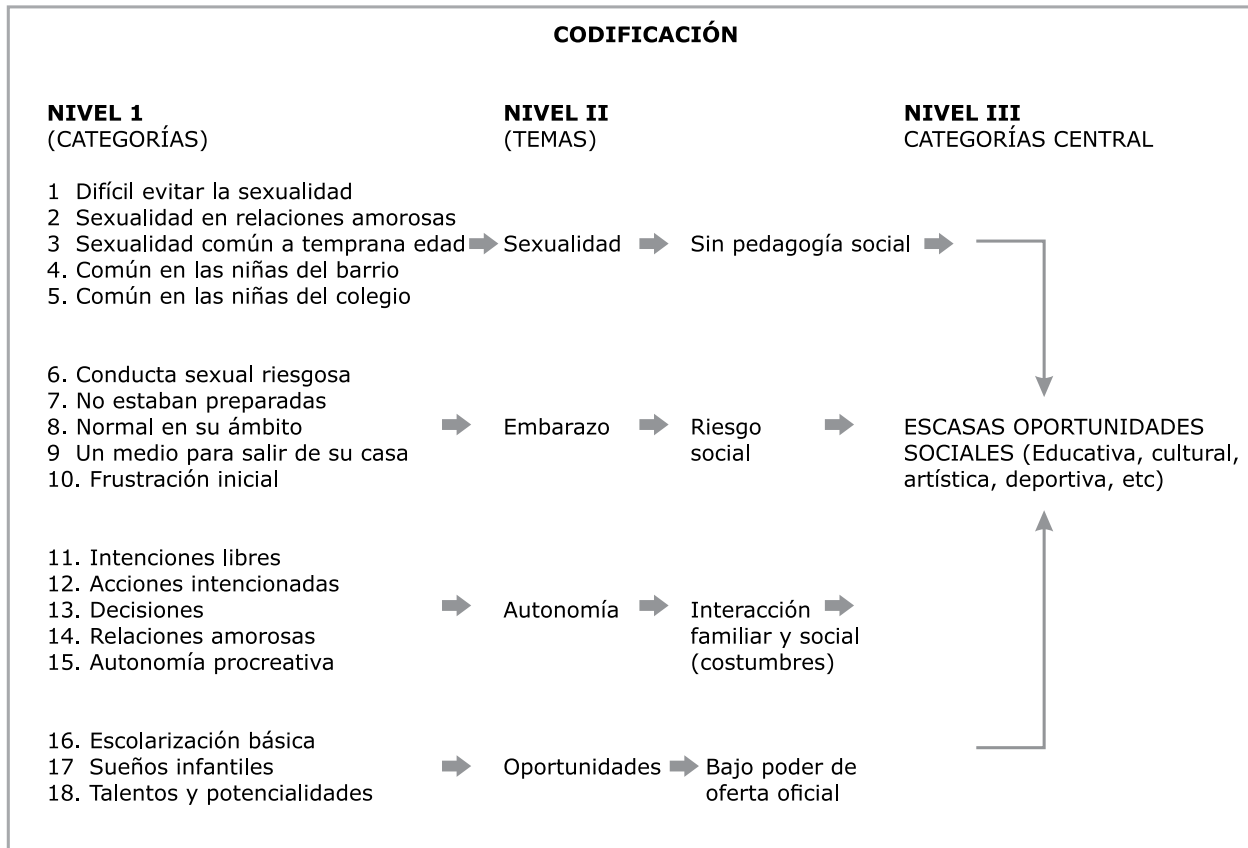 CODIFICACIÓN
NIVEL 1
(CATEGORÍAS)
NIVEL II
(TEMAS)
NIVEL III
CATEGORÍAS CENTRAL
1 Difícil evitar la sexualidad
2 Sexualidad en relaciones amorosas
3 Sexualidad común a temprana edad
4. Común en las niñas del barrio
5. Común en las niñas del colegio
Sexualidad
Sin pedagogía social
6. Conducta sexual riesgosa
7. No estaban preparadas
8. Normal en su ámbito
9 Un medio para salir de su casa
10. Frustración inicial
Embarazo
Riesgo
social
ESCASAS OPORTUNIDADES
SOCIALES (Educativa, cultural,
artística, deportiva, etc)
11. Intenciones libres
12. Acciones intencionadas
13. Decisiones
14. Relaciones amorosas
15. Autonomía procreativa
Autonomía
Interacción
familiar y social
(costumbres)
16. Escolarización básica
17 Sueños infantiles
18. Talentos y potencialidades
Oportunidades
Bajo poder de
oferta oficial